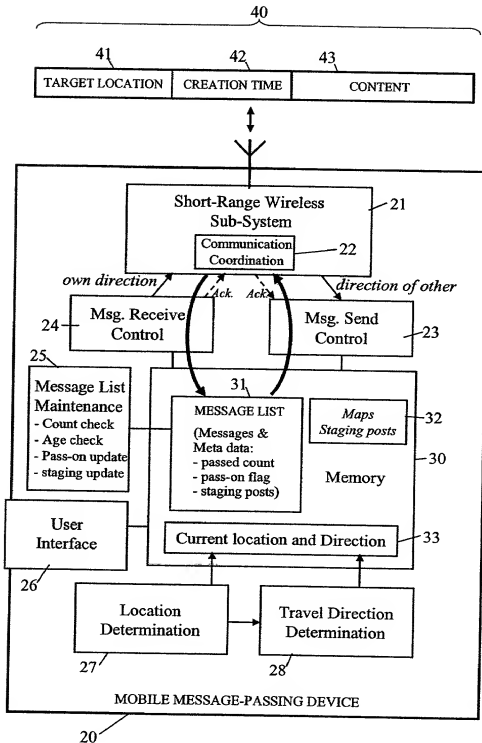 40
41
42
43
TARGET LOCATION
CREATION TIME
CONTENT
Short-Range Wireless
Sub-System
21
Communication
Coordination
22
own direction
Ack.
Ack
direction of other
24
Msg. Receive
Control
Msg. Send
Control
23
25
Message List
Maintenance
- Count check
- Age check
- Pass-on update
- staging update
31
MESSAGE LIST
(Messages &
Meta data:
- passed count
- pass-on flag
- staging posts)
Maps
Staging posts
32
Memory
30
User
Interface
26
Current location and Direction
33
Location
Determination
27
Travel Direction
Determination
28
MOBILE MESSAGE-PASSING DEVICE
20